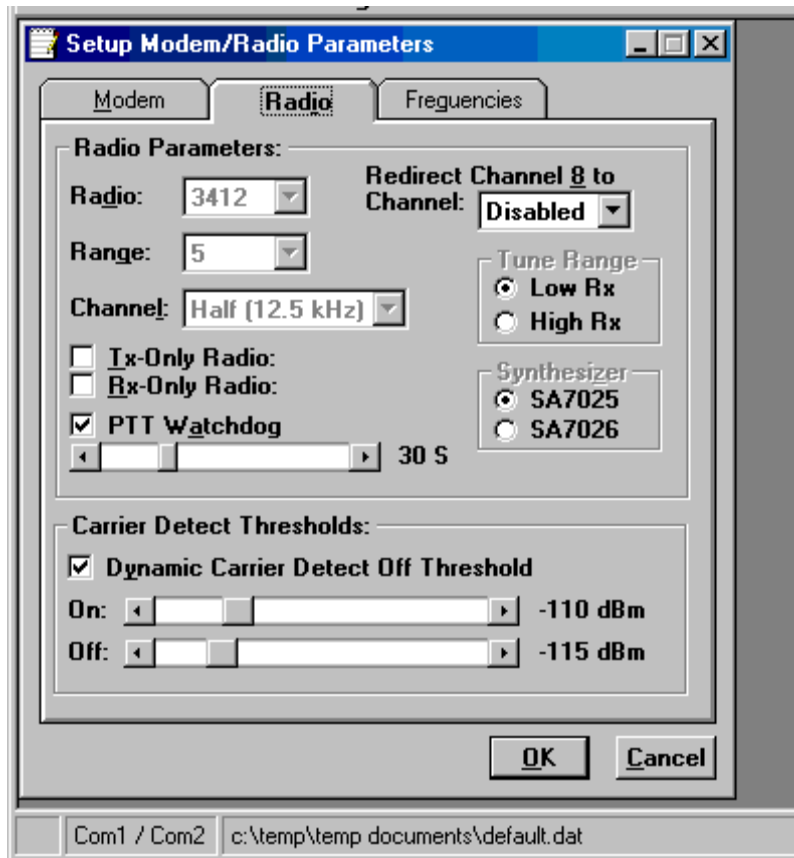 Setup Modem/Radio Parameters
Modem
Radio
Freguencies
Radio Parameters:
Radio:
3412
Redirect Channel 8 to
Channel:
Disabled
Range:
5
Tune Range
Low Rx
High Rx
Channel:
Half (12.5 kHz)
Tx-Only Radio:
Rx-Only Radio:
Synthesizer
SA7025
SA7026
PTT Watchdog
30 S
Carrier Detect Thresholds:
Dynamic Carrier Detect Off Threshold
On:
-110 dBm
Off:
-115 dBm
OK
Cancel
Com1 / Com2
c:\temp\temp documents\default.dat